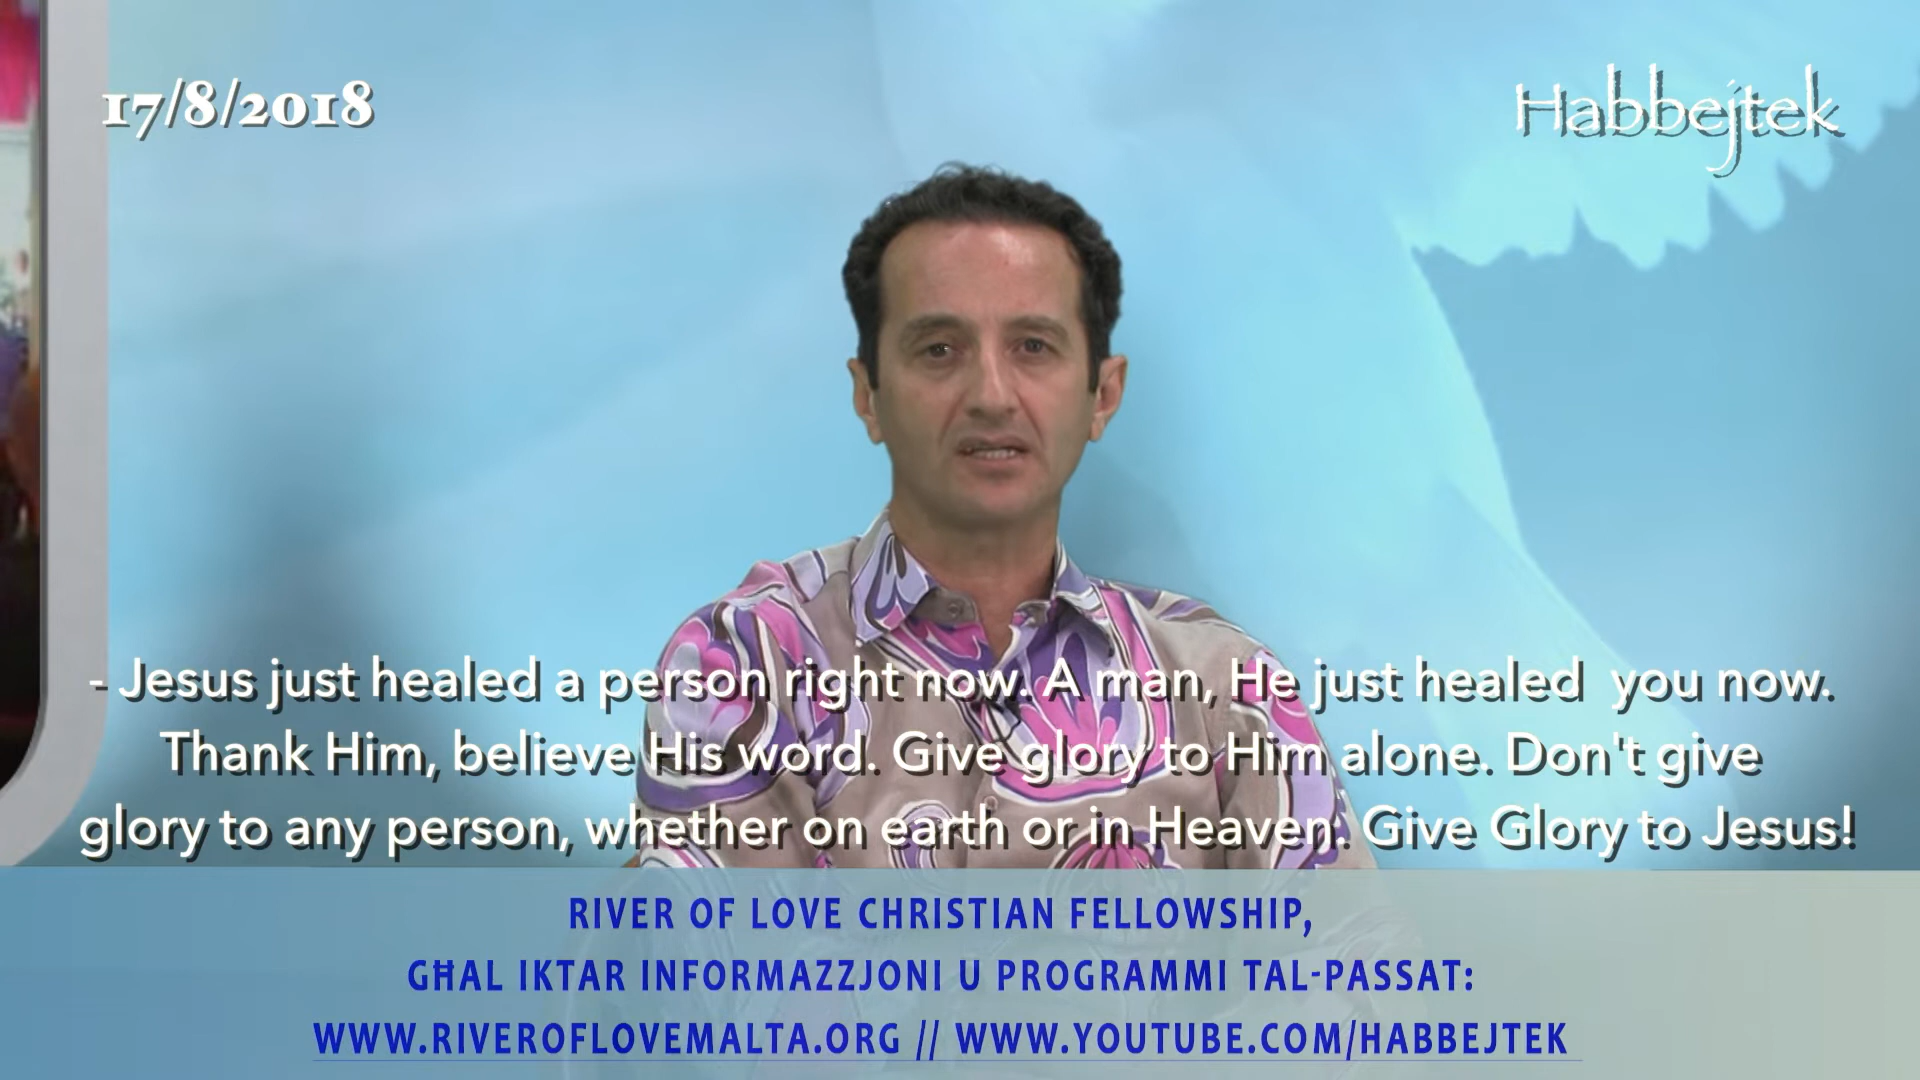 17/8/2018
Habbejtek
- Jesus just healed a person right now. A man, He just healed you now.
Thank Him, believe His word. Give glory to Him alone. Don't give
glory to any person, whether on earth or in Heaven. Give Glory to Jesus!
RIVER OF LOVE CHRISTIAN FELLOWSHIP,
GĦAL IKTAR INFORMAZZJONI U PROGRAMMI TAL-PASSAT:
WWW.RIVEROFLOVEMALTA.ORG // WWW.YOUTUBE.COM/HABBEJTEK